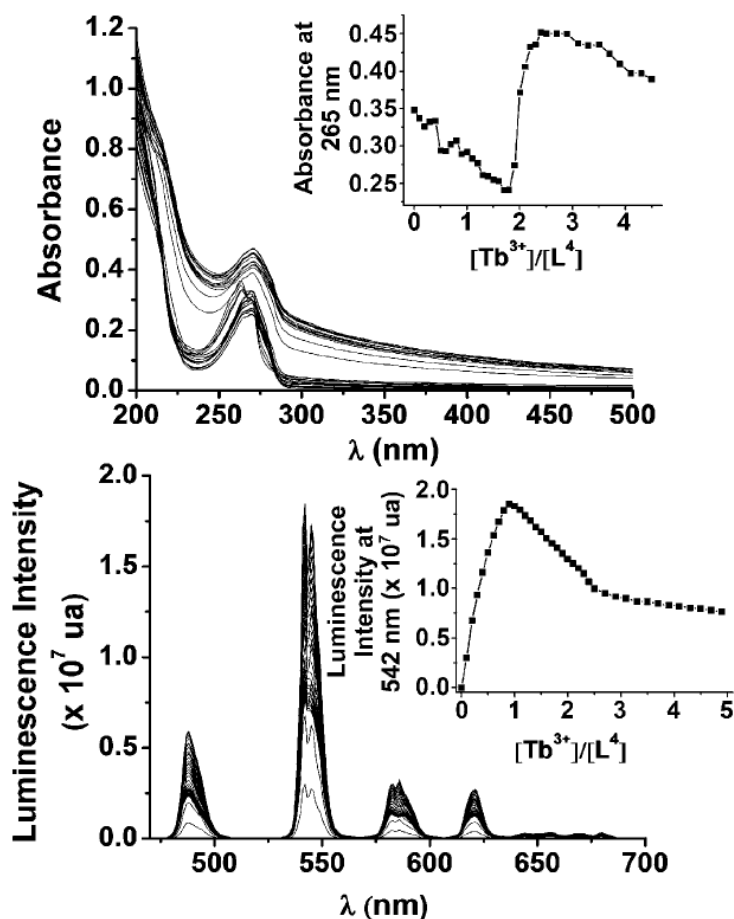 1.2
1.0
0.8
0.6
0.4
0.2
0.0
Absorbance
200 250 300 350 400 450 500
λ (nm)
Absorbance at
265 nm
0.45
0.40
0.35
0.30
0.25
0 1 2 3 4
[Tb³⁺]/[L⁴]
2.0
1.5
1.0
0.5
0.0
Luminescence Intensity
(x 10⁷ ua)
500 550 600 650 700
λ (nm)
Luminescence
Intensity at
542 nm (x 10⁷ ua)
2.0
1.5
1.0
0.5
0.0
0 1 2 3 4 5
[Tb³⁺]/[L⁴]